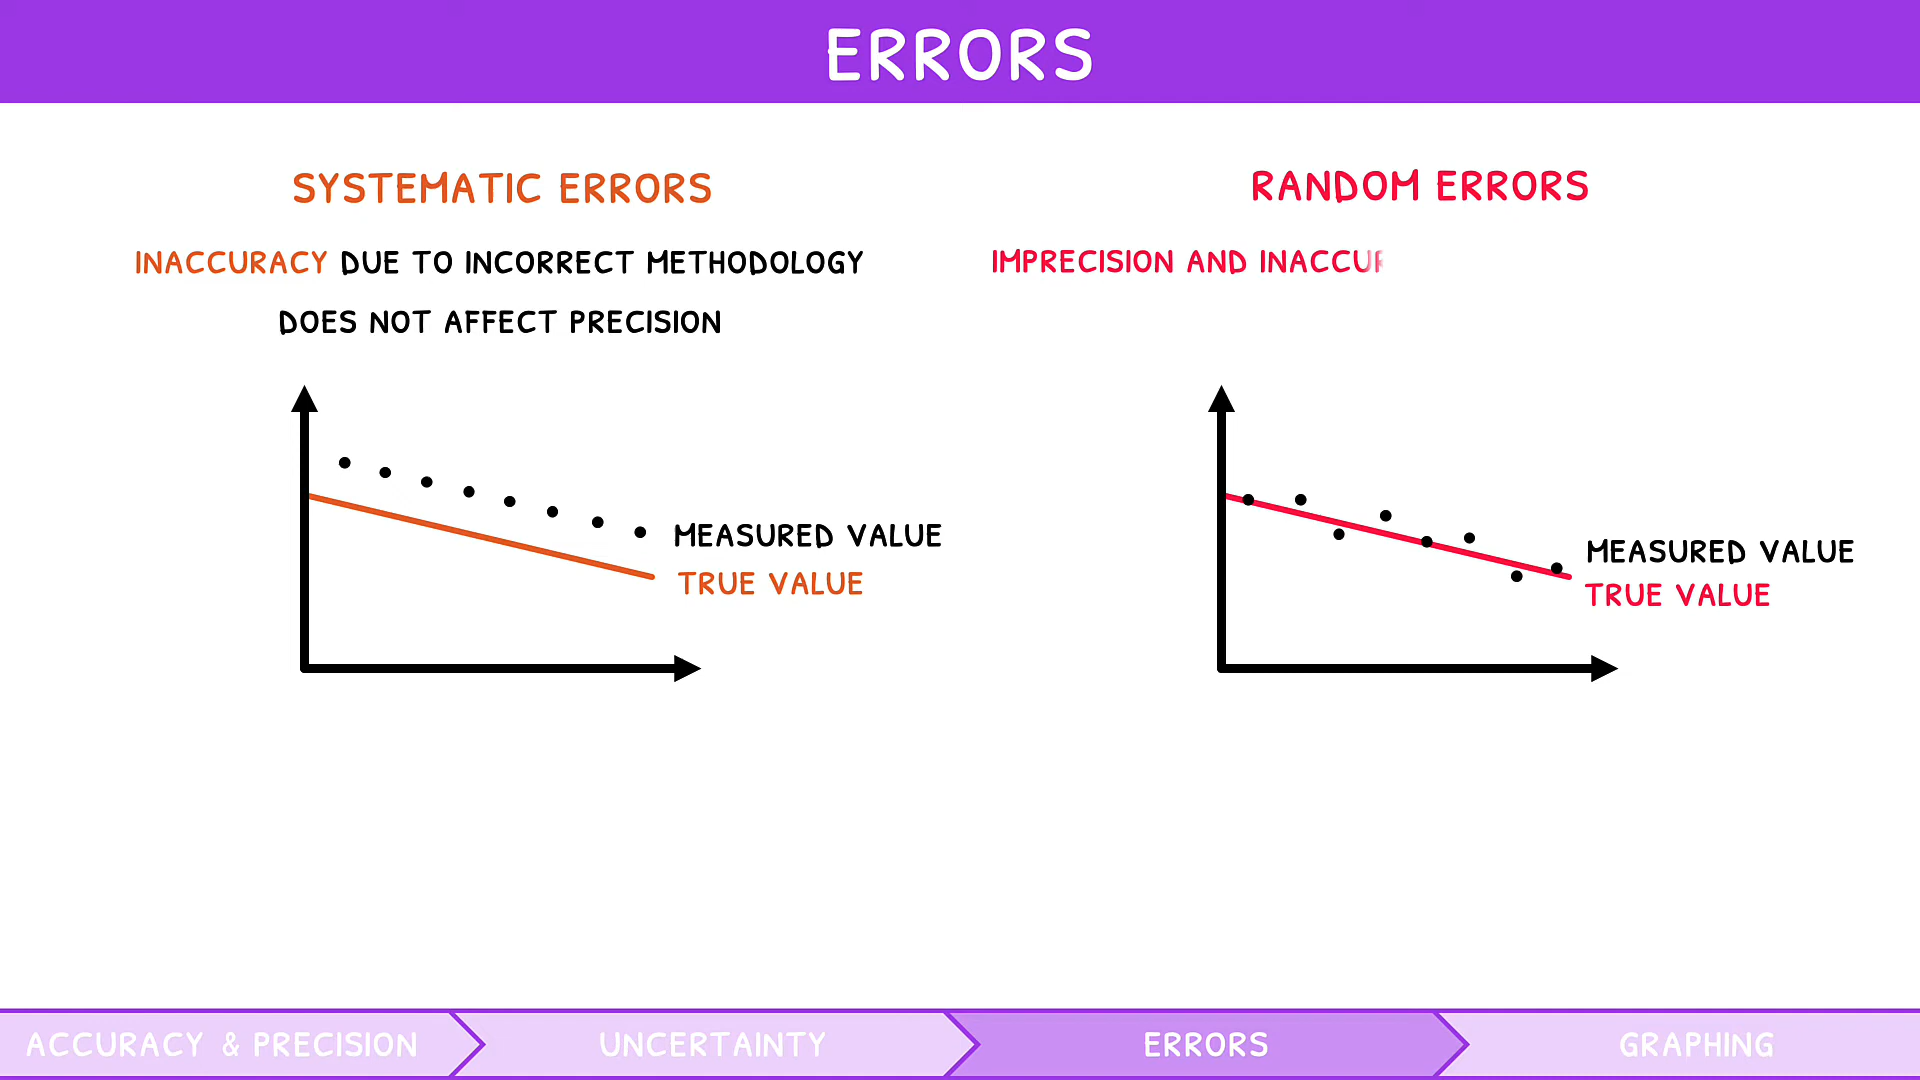 ERRORS
SYSTEMATIC ERRORS
INACCURACY DUE TO INCORRECT METHODOLOGY
DOES NOT AFFECT PRECISION
MEASURED VALUE
TRUE VALUE
RANDOM ERRORS
IMPRECISION AND
MEASURED VALUE
TRUE VALUE
ACCURACY & PRECISION
UNCERTAINTY
ERRORS
GRAPHING